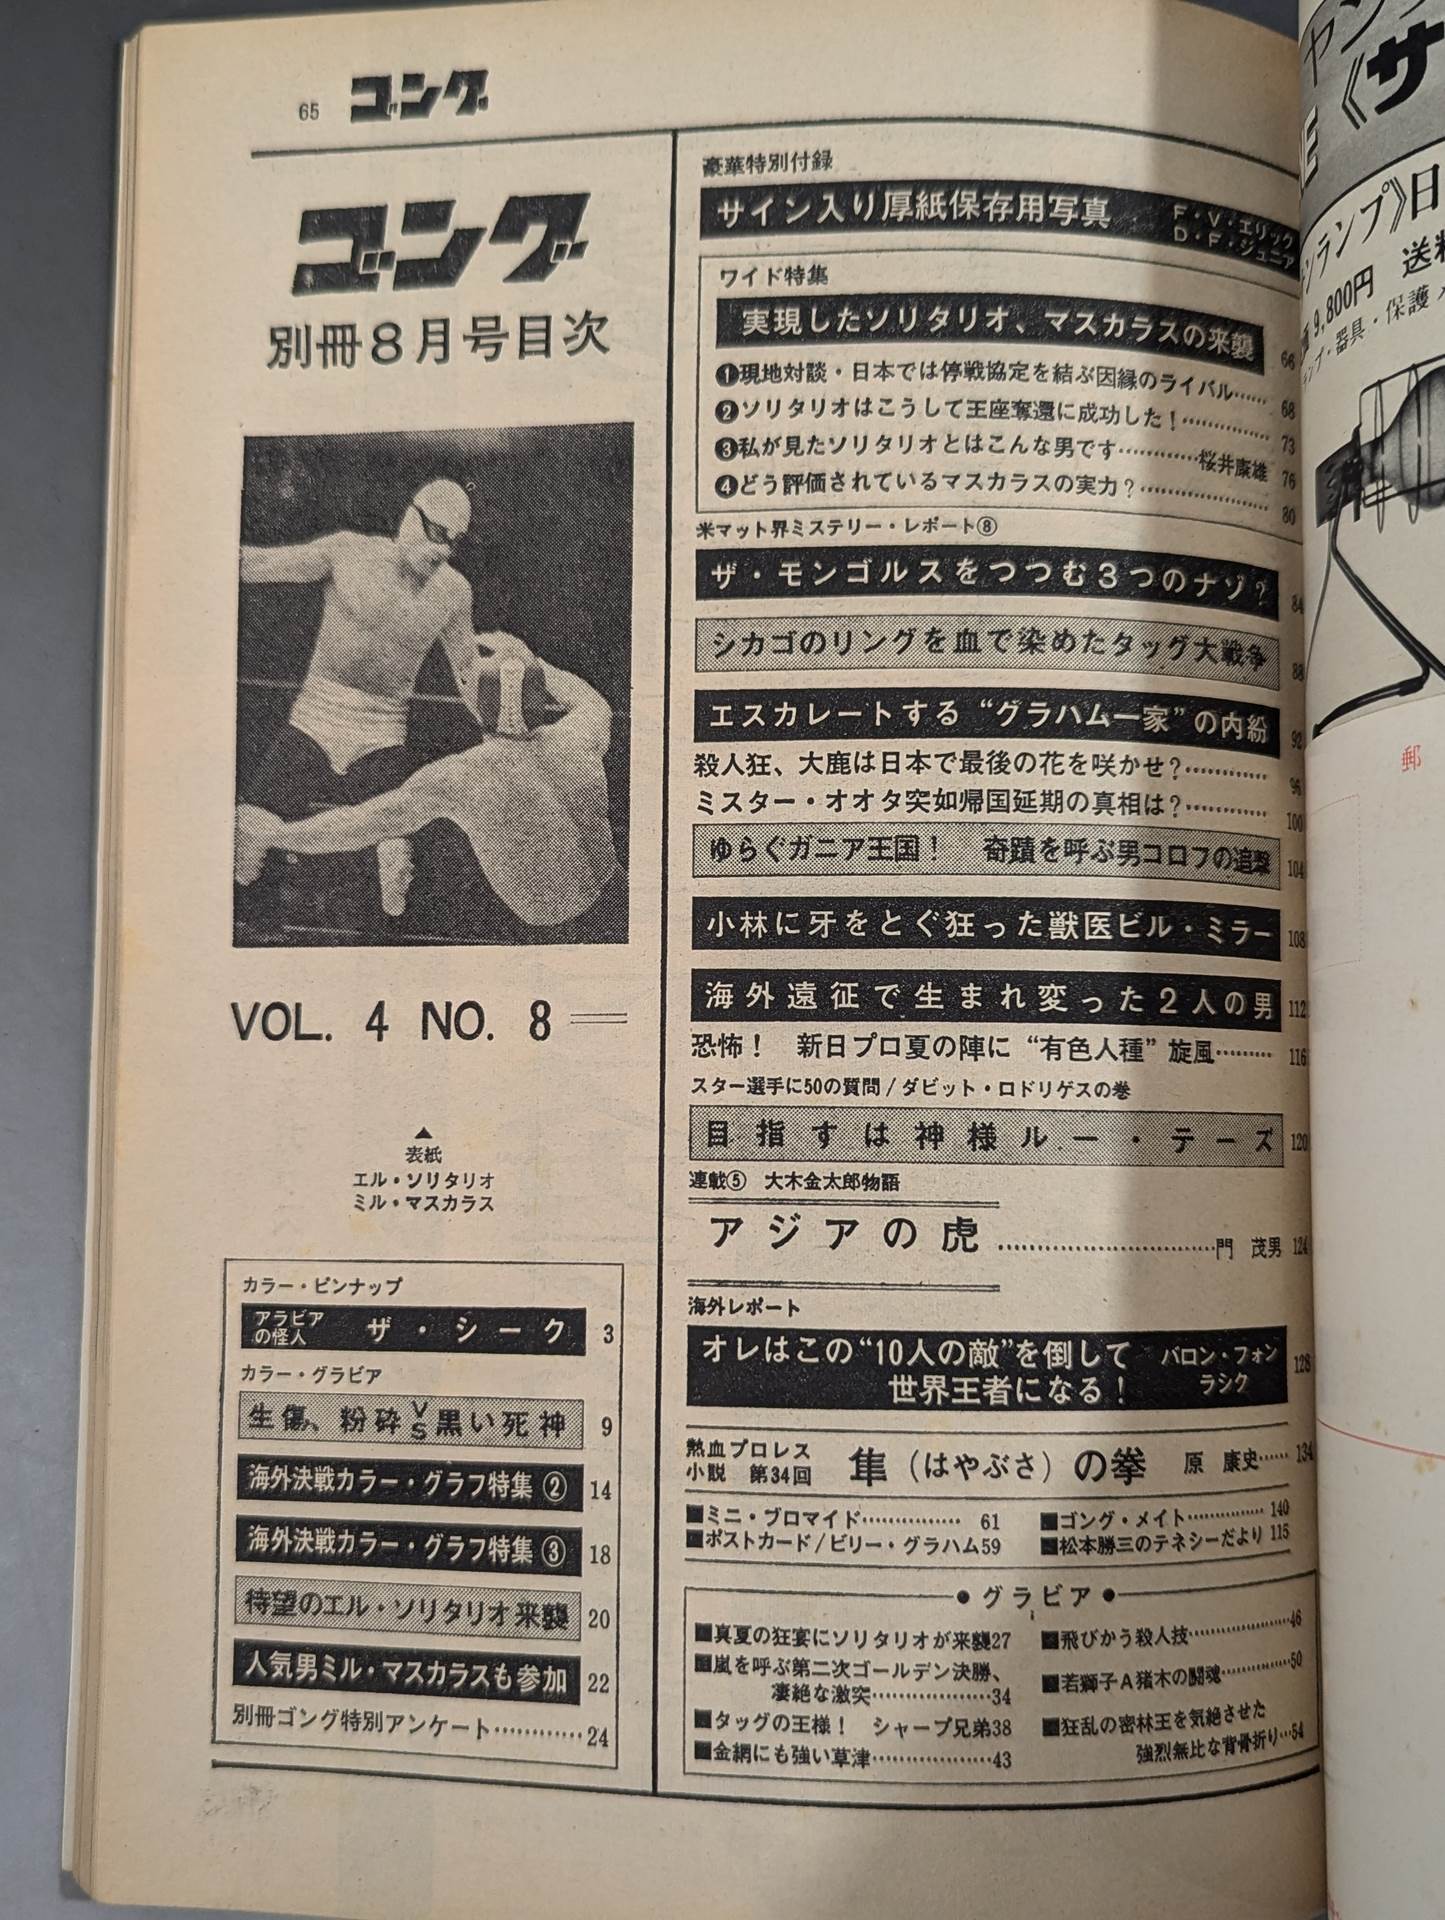 65 ゴング
ゴング
別冊8月号目次
VOL. 4 NO. 8
▲
表紙
エル・ソリタリオ
ミル・マスカラス
カラー・ピンナップ
アラビアの怪人 ザ・シーク 3
カラー・グラビア
生傷、粉砕VS黒い死神 9
海外決戦カラー・グラフ特集② 14
海外決戦カラー・グラフ特集③ 18
待望のエル・ソリタリオ来襲 20
人気男ミル・マスカラスも参加 22
別冊ゴング特別アンケート…………24
豪華特別付録
サイン入り厚紙保存用写真 F・V・エリック
D・F・ジュニア
ワイド特集
実現したソリタリオ、マスカラスの来襲 66
❶現地対談・日本では停戦協定を結ぶ因縁のライバル…… 68
❷ソリタリオはこうして王座奪還に成功した!…………… 73
❸私が見たソリタリオとはこんな男です…………桜井康雄 76
❹どう評価されているマスカラスの実力?………………… 80
米マット界ミステリー・レポート⑧
ザ・モンゴルスをつつむ3つのナゾ? 84
シカゴのリングを血で染めたタッグ大戦争 88
エスカレートする“グラハム一家”の内紛 92
殺人狂、大鹿は日本で最後の花を咲かせ?………… 96
ミスター・オオタ突如帰国延期の真相は?………… 100
ゆらぐガニア王国! 奇蹟を呼ぶ男コロフの追撃 104
小林に牙をとぐ狂った獣医ビル・ミラー 108
海外遠征で生まれ変った2人の男 112
恐怖! 新日プロ夏の陣に“有色人種”旋風……… 116
スター選手に50の質問/ダビット・ロドリゲスの巻
目指すは神様ルー・テーズ 120
連載⑤ 大木金太郎物語
アジアの虎…………………………門 茂男 124
海外レポート
オレはこの“10人の敵”を倒して
世界王者になる! バロン・フォン
ラシク 128
熱血プロレス
小説 第34回 隼(はやぶさ)の拳 原 康史…… 134
■ミニ・ブロマイド…………… 61
■ポストカード/ビリー・グラハム59
■ゴング・メイト………… 140
■松本勝三のテネシーだより 115
●グラビア●
■真夏の狂宴にソリタリオが来襲27
■嵐を呼ぶ第二次ゴールデン決勝、
凄絶な激突………………34
■タッグの王様! シャープ兄弟38
■金網にも強い草津………………43
■飛びかう殺人技……………46
■若獅子A猪木の闘魂…………50
■狂乱の密林王を気絶させた
強烈無比な背骨折り…54
《サ
ンランプ》日
9,800円 送料
器具・保護メ
郵